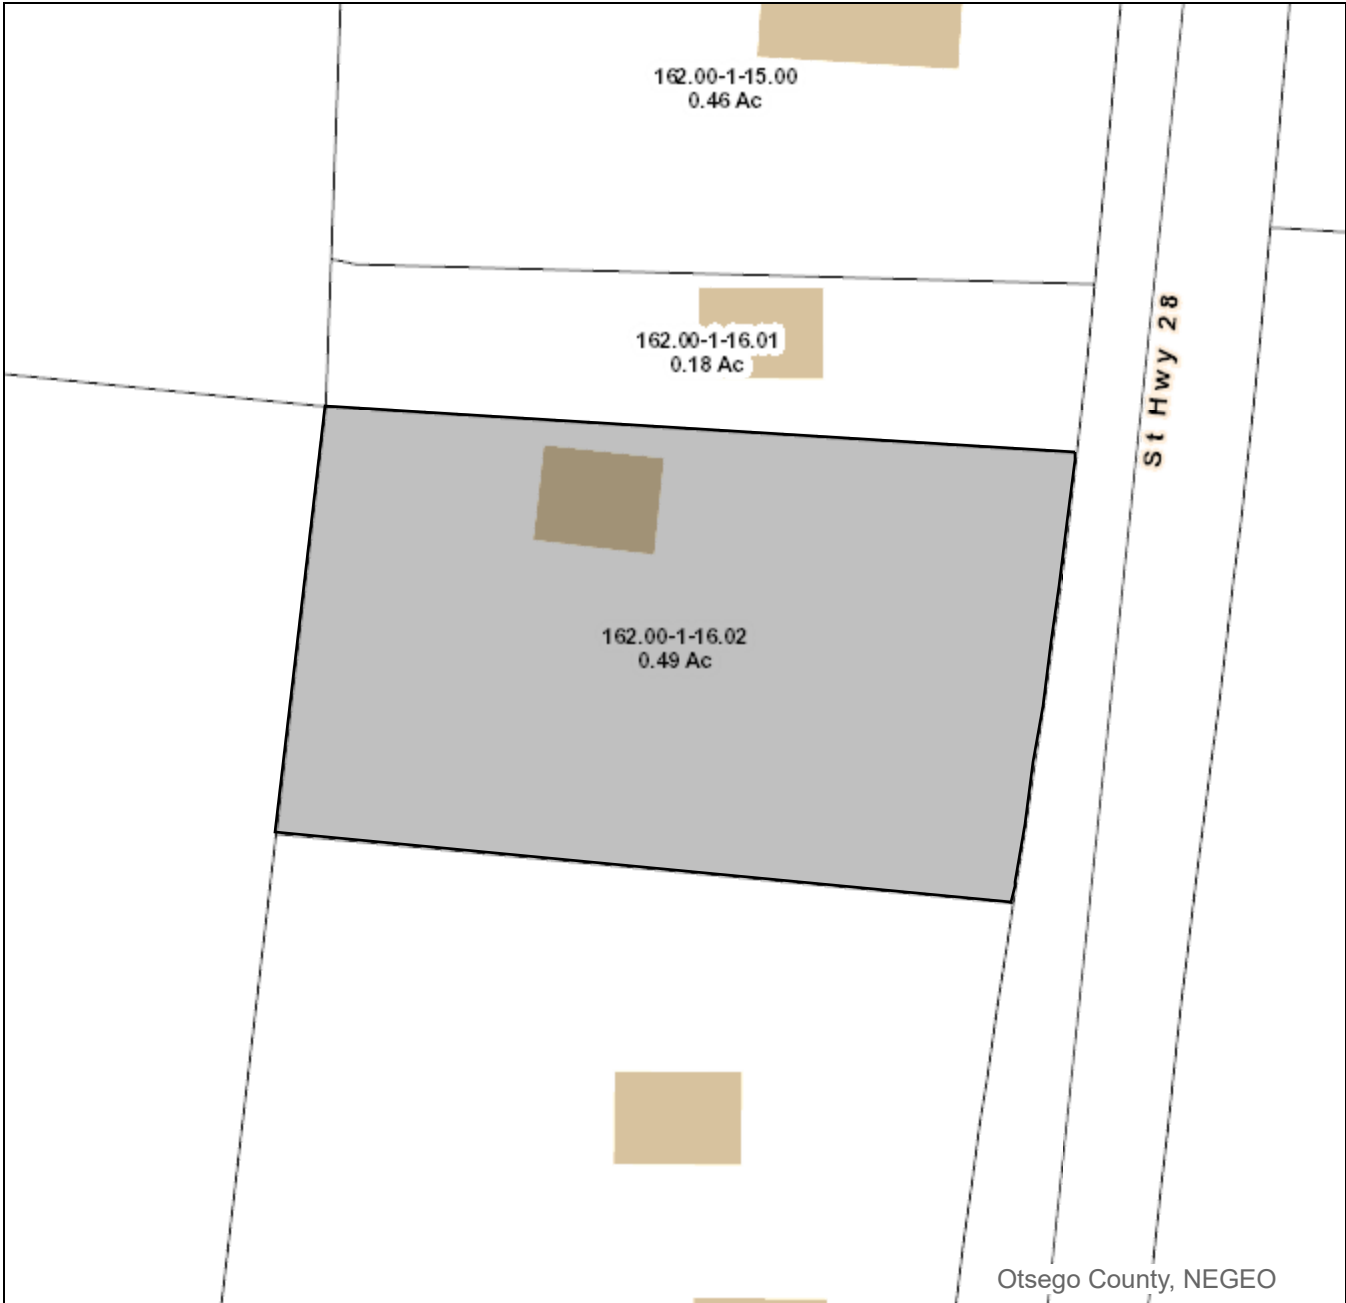 162.00-1-15.00
0.46 Ac
162.00-1-16.01
0.18 Ac
St Hwy 28
162.00-1-16.02
0.49 Ac
Otsego County, NEGEO